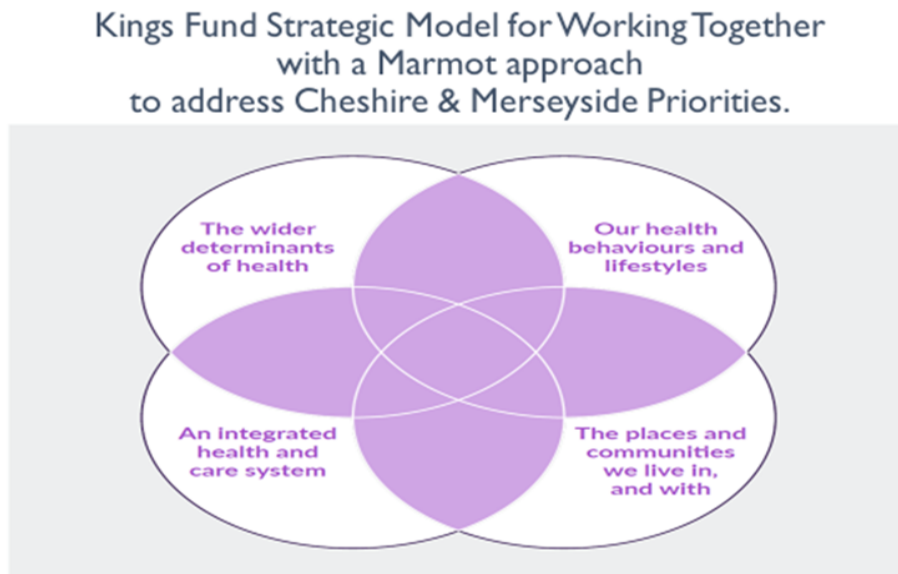 Kings Fund Strategic Model for Working Together
with a Marmot approach
to address Cheshire & Merseyside Priorities.
The wider
determinants
of health
Our health
behaviours and
lifestyles
An integrated
health and
care system
The places and
communities
we live in,
and with